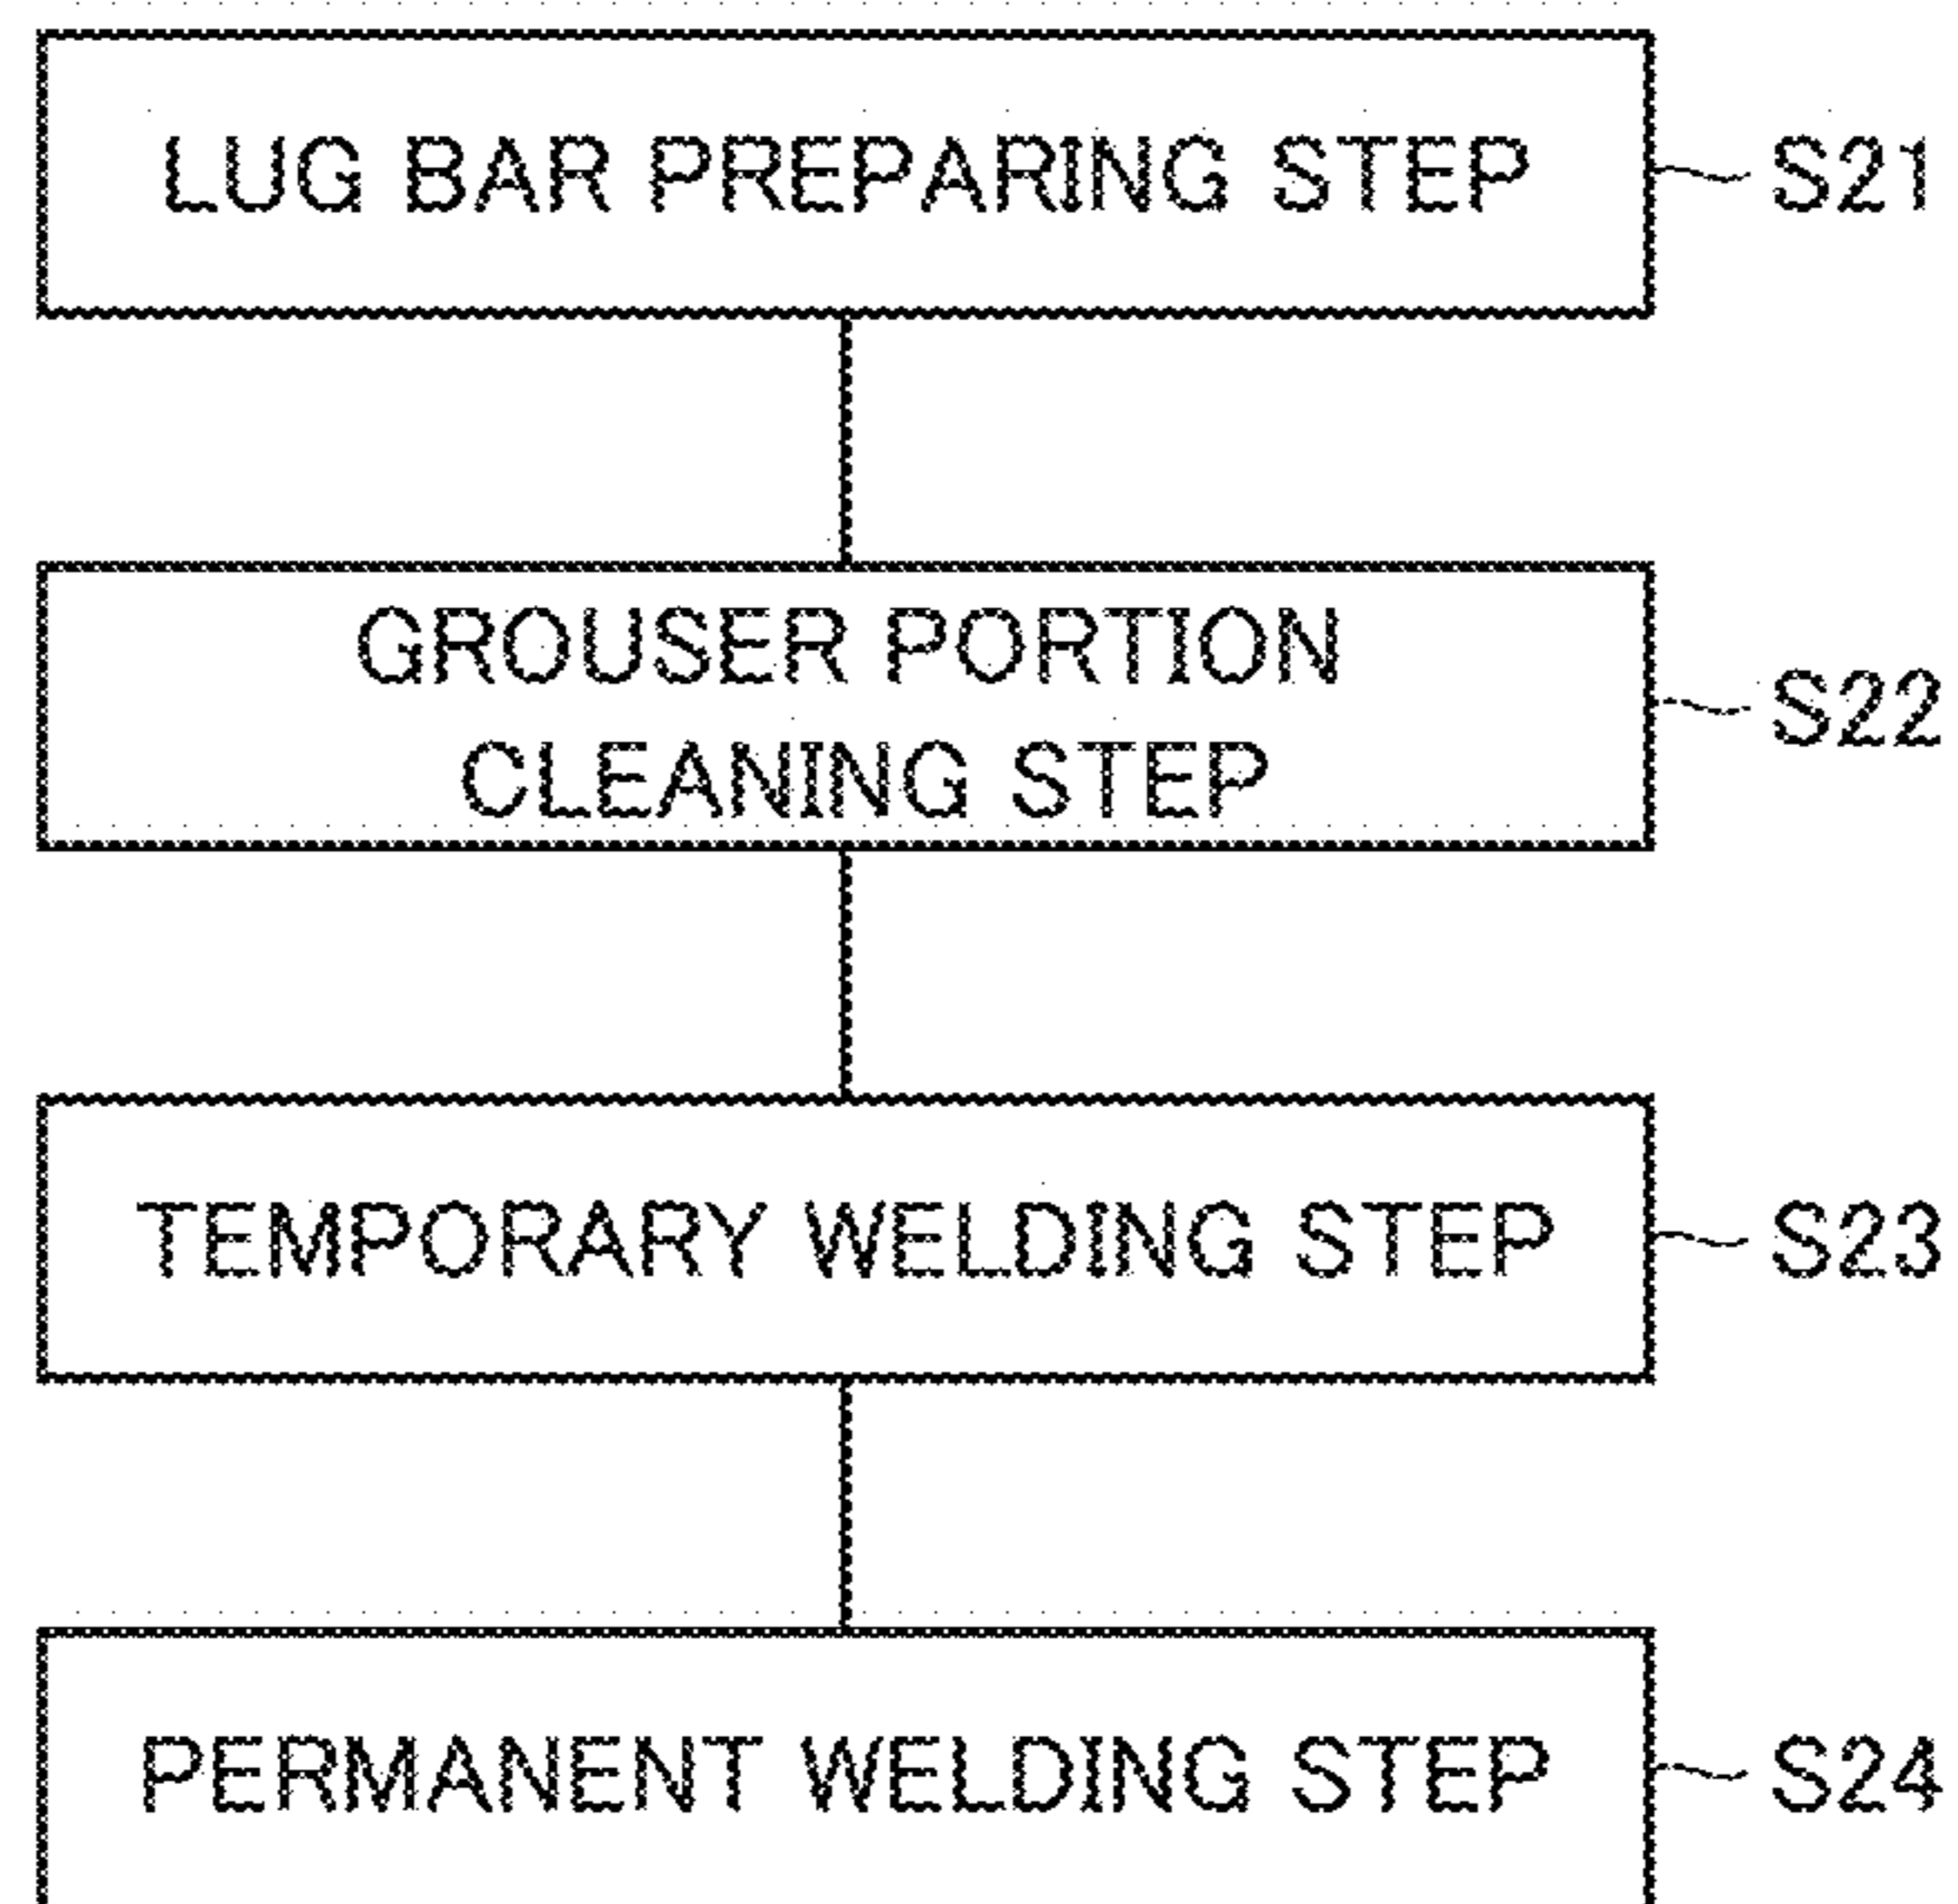 LUG BAR PREPARING STEP S21
GROUSER PORTION
CLEANING STEP
S22
TEMPORARY WELDING STEP S23
PERMANENT WELDING STEP S24